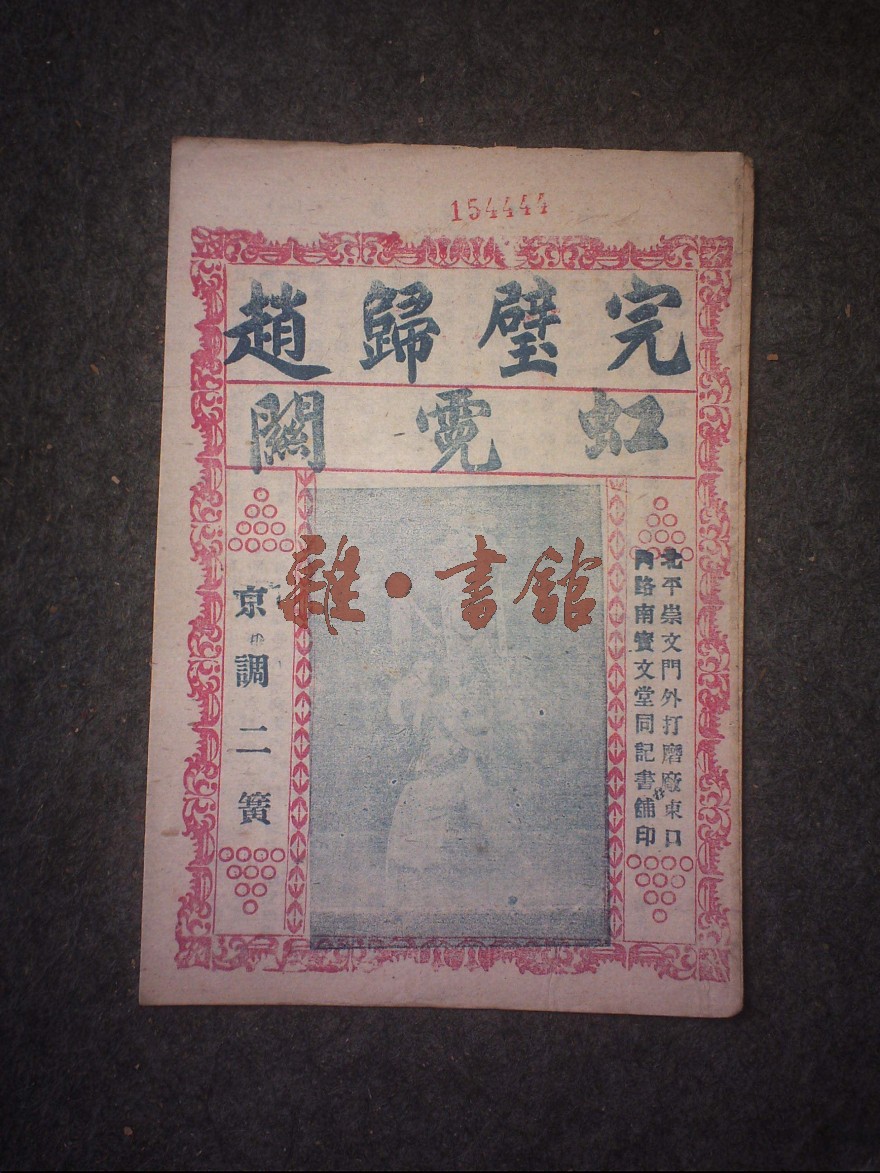 154444
完璧歸趙
虹霓關
北平崇文門外打磨廠東口
內路南寶文堂同記書舖印
京調二簧
雜·書館